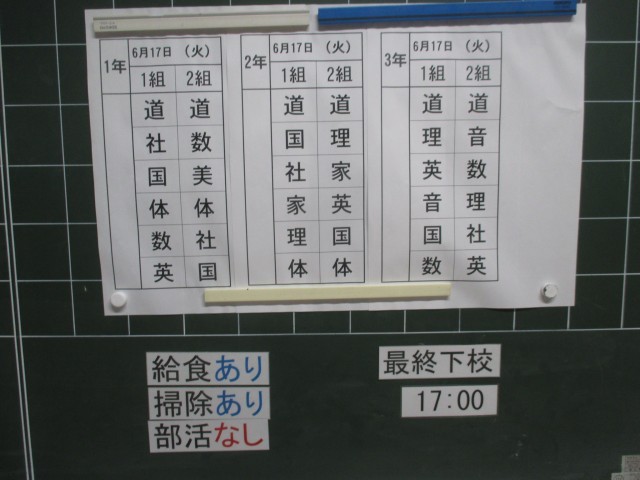 1年 6月17日 （火）
1組 2組
道 道
社 数
国 美
体 体
数 社
英 国
2年 6月17日 （火）
1組 2組
道 道
国 理
社 家
家 英
理 国
体 体
3年 6月17日 （火）
1組 2組
道 道
理 音
英 数
音 理
国 社
数 英
給食あり
掃除あり
部活なし
最終下校
17:00